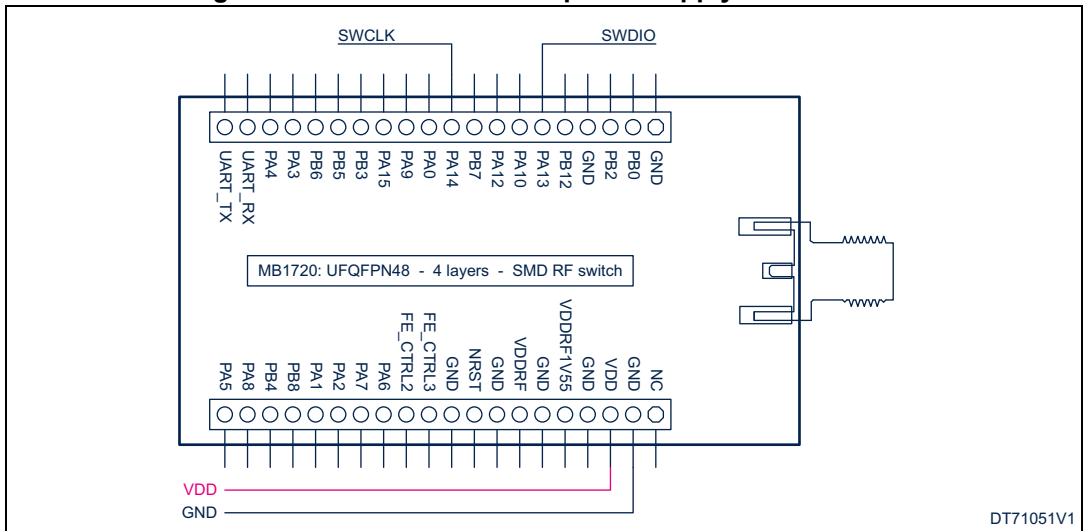 SWCLK
SWDIO
UART_TX
UART_RX
PA4
PA3
PB6
PB5
PB3
PA15
PA9
PA0
PA14
PB7
PA12
PA10
PA13
PB12
GND
PB2
PB0
GND
MB1720: UFQFPN48 - 4 layers - SMD RF switch
PA5
PA8
PB4
PB8
PA1
PA2
PA7
PA6
FE_CTRL2
FE_CTRL3
GND
NRST
GND
VDDRF
GND
VDDRF1V55
GND
VDD
GND
NC
VDD
GND
DT71051V1